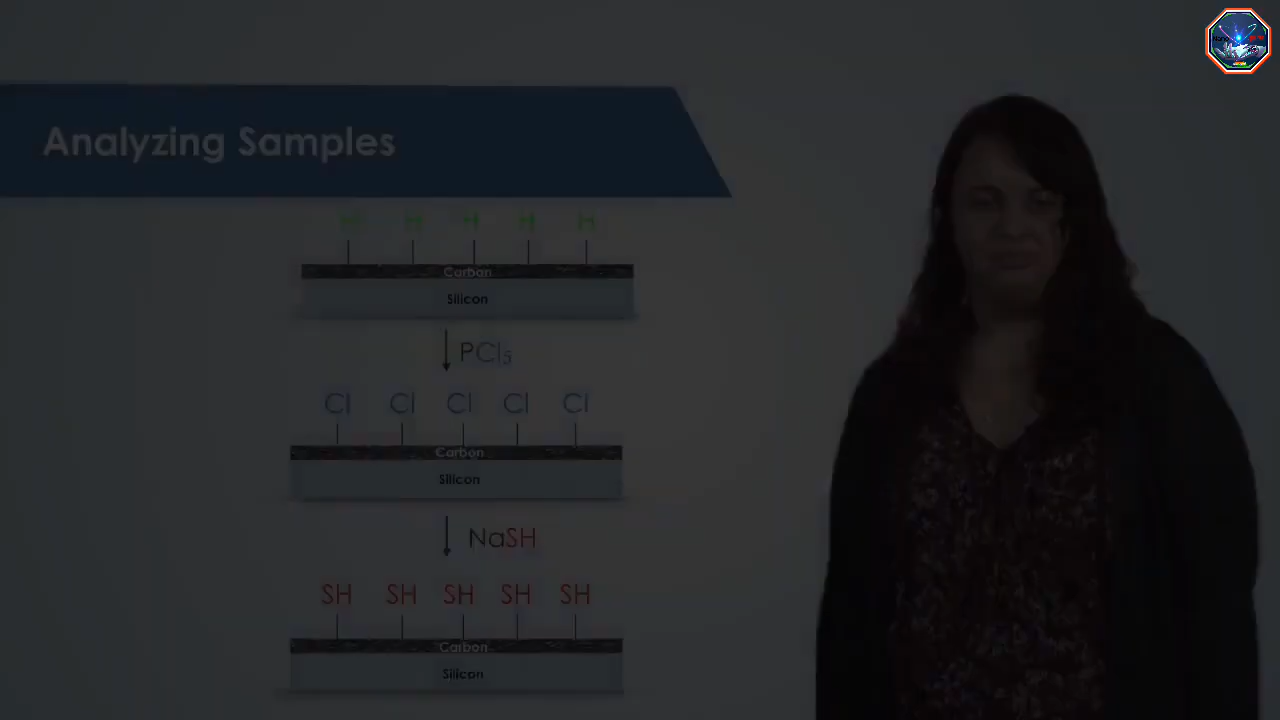 Analyzing Samples
H H H H H
Carbon
Silicon
PCl₅
Cl Cl Cl Cl Cl
Carbon
Silicon
NaSH
SH SH SH SH SH
Carbon
Silicon